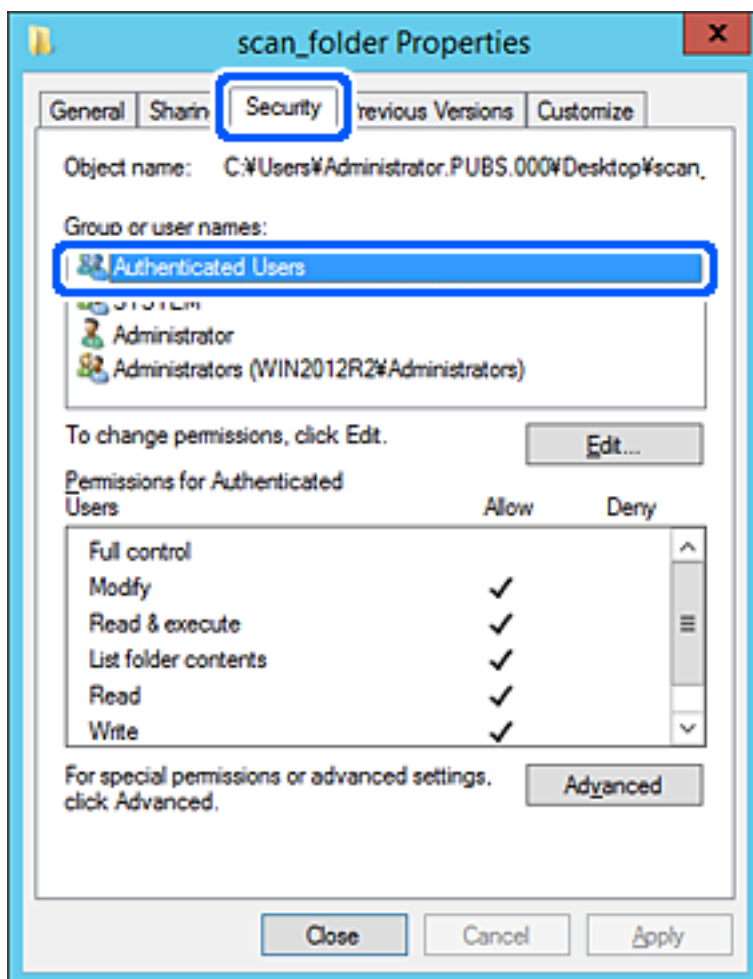 scan_folder Properties
x
General Sharin Security revious Versions Customize
Object name: C:¥Users¥Administrator.PUBS.000¥Desktop¥scan_
Group or user names:
Authenticated Users
SYSTEM
Administrator
Administrators (WIN2012R2¥Administrators)
To change permissions, click Edit.
Edit...
Permissions for Authenticated
Users Allow Deny
Full control
Modify
Read & execute
List folder contents
Read
Write
For special permissions or advanced settings,
click Advanced.
Advanced
Close Cancel Apply